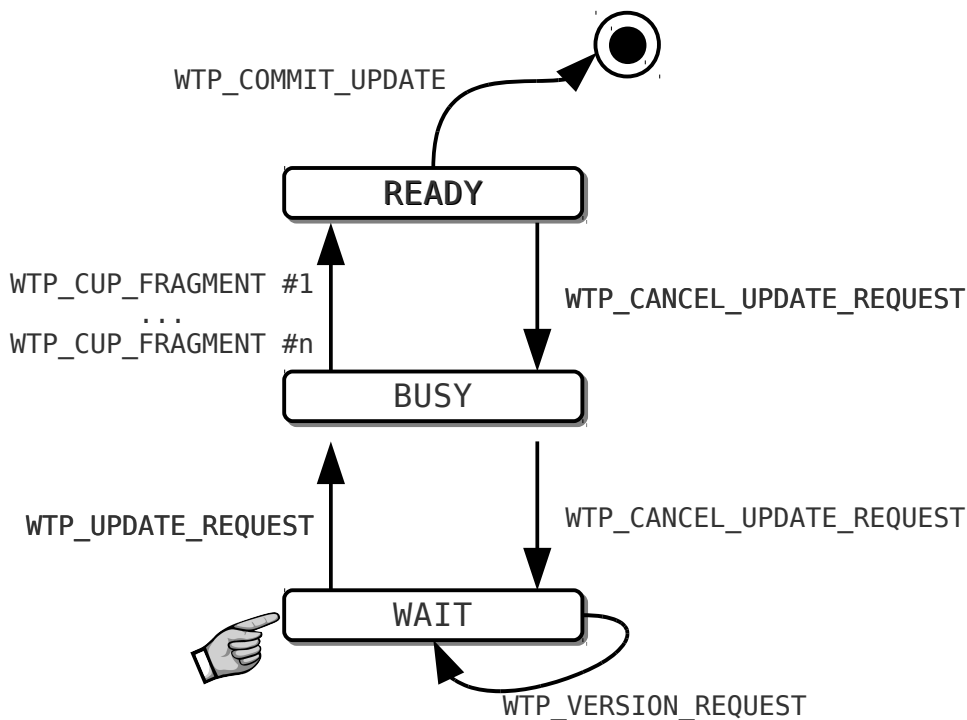 WTP_COMMIT_UPDATE
READY
WTP_CUP_FRAGMENT #1
...
WTP_CUP_FRAGMENT #n
WTP_CANCEL_UPDATE_REQUEST
BUSY
WTP_UPDATE_REQUEST
WTP_CANCEL_UPDATE_REQUEST
WAIT
WTP_VERSION_REQUEST